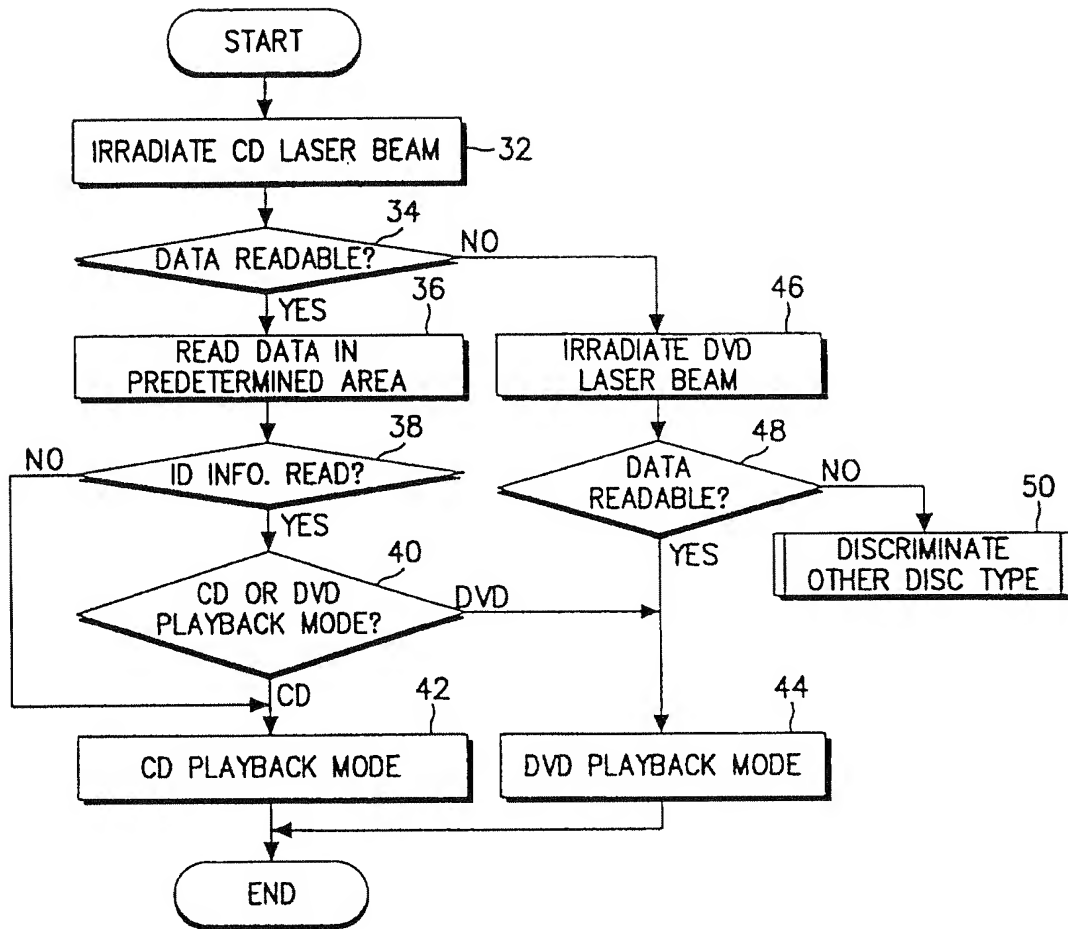 START
IRRADIATE CD LASER BEAM
32
34
DATA READABLE?
NO
YES
36
READ DATA IN
PREDETERMINED AREA
46
IRRADIATE DVD
LASER BEAM
38
NO
ID INFO. READ?
YES
48
DATA
READABLE?
NO
YES
50
DISCRIMINATE
OTHER DISC TYPE
40
CD OR DVD
PLAYBACK MODE?
DVD
CD
42
CD PLAYBACK MODE
44
DVD PLAYBACK MODE
END